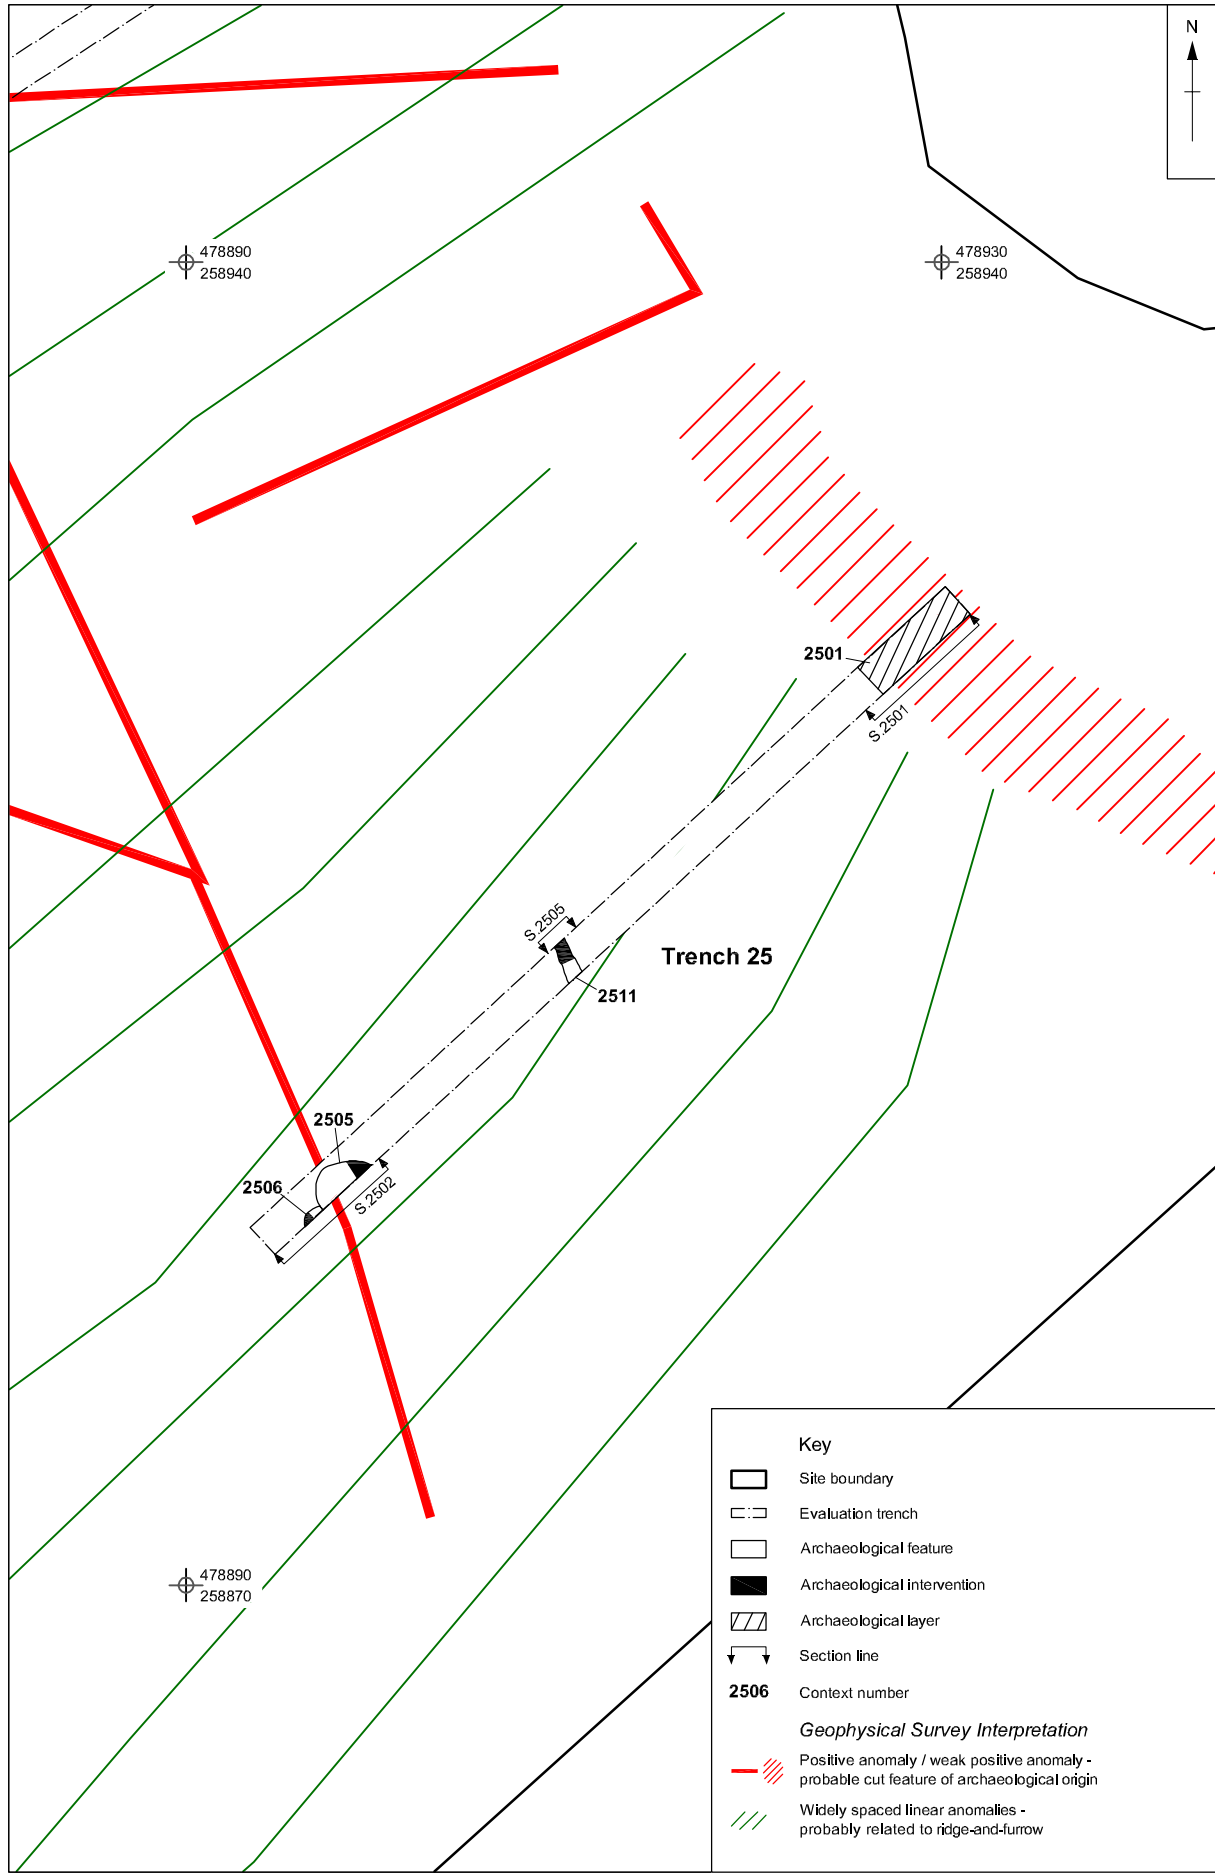 N
478890
258940
478930
258940
2501
S.2501
S.2505
Trench 25
2511
2505
2506
S.2502
478890
258870
Key
Site boundary
Evaluation trench
Archaeological feature
Archaeological intervention
Archaeological layer
Section line
2506 Context number
Geophysical Survey Interpretation
Positive anomaly / weak positive anomaly -
probable cut feature of archaeological origin
Widely spaced linear anomalies -
probably related to ridge-and-furrow